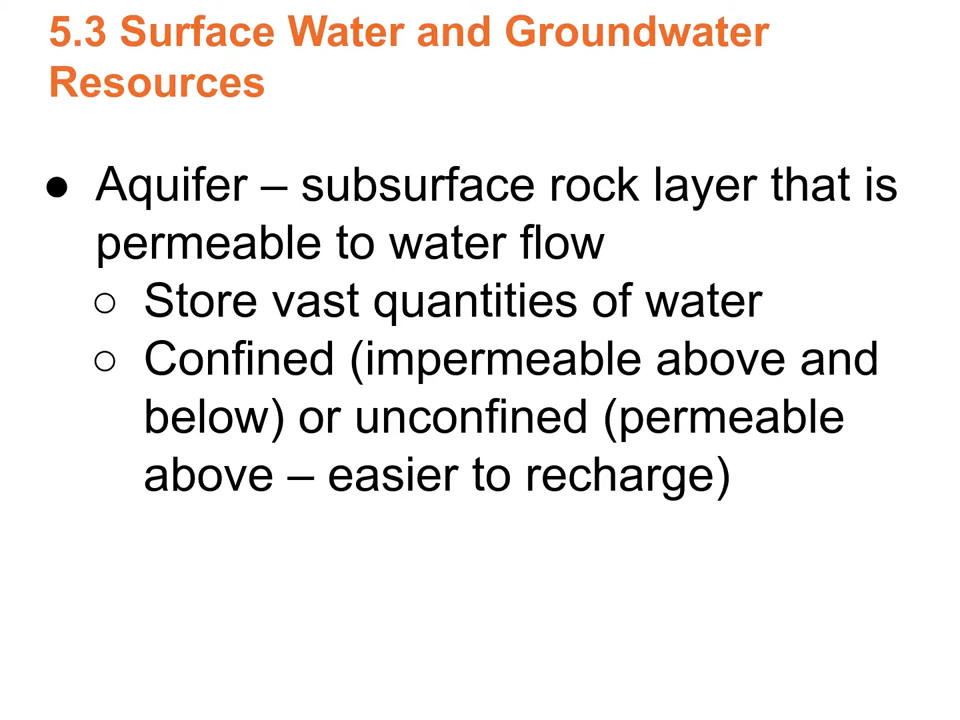 5.3 Surface Water and Groundwater
Resources
● Aquifer – subsurface rock layer that is
permeable to water flow
○ Store vast quantities of water
○ Confined (impermeable above and
below) or unconfined (permeable
above – easier to recharge)